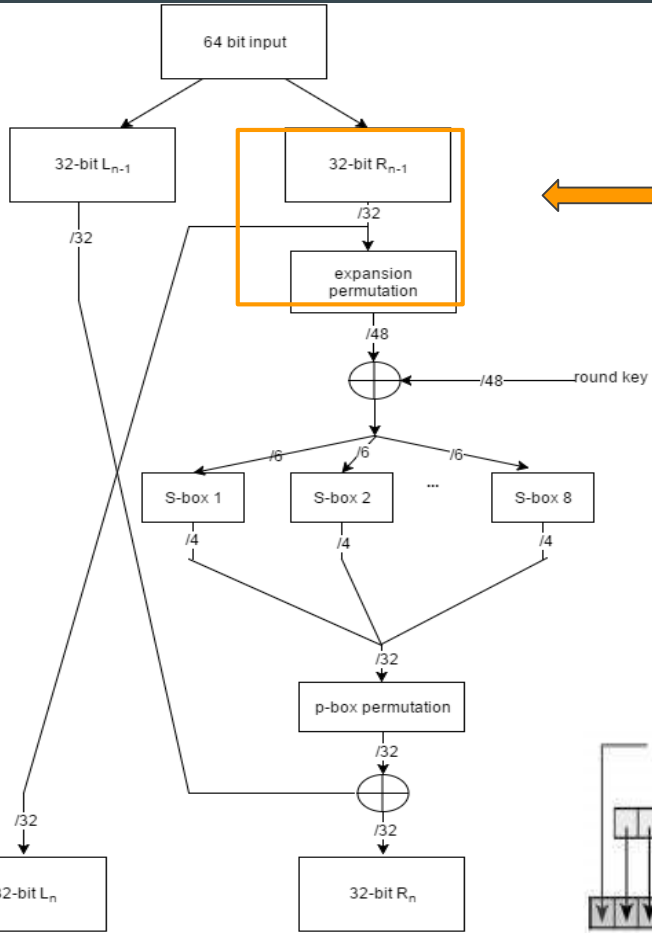 64 bit input
32-bit Ln-1
32-bit Rn-1
/32
/32
expansion
permutation
/48
/48
round key
/6
/6
/6
S-box 1
S-box 2
...
S-box 8
/4
/4
/4
/32
p-box permutation
/32
/32
/32
32-bit Ln
32-bit Rn